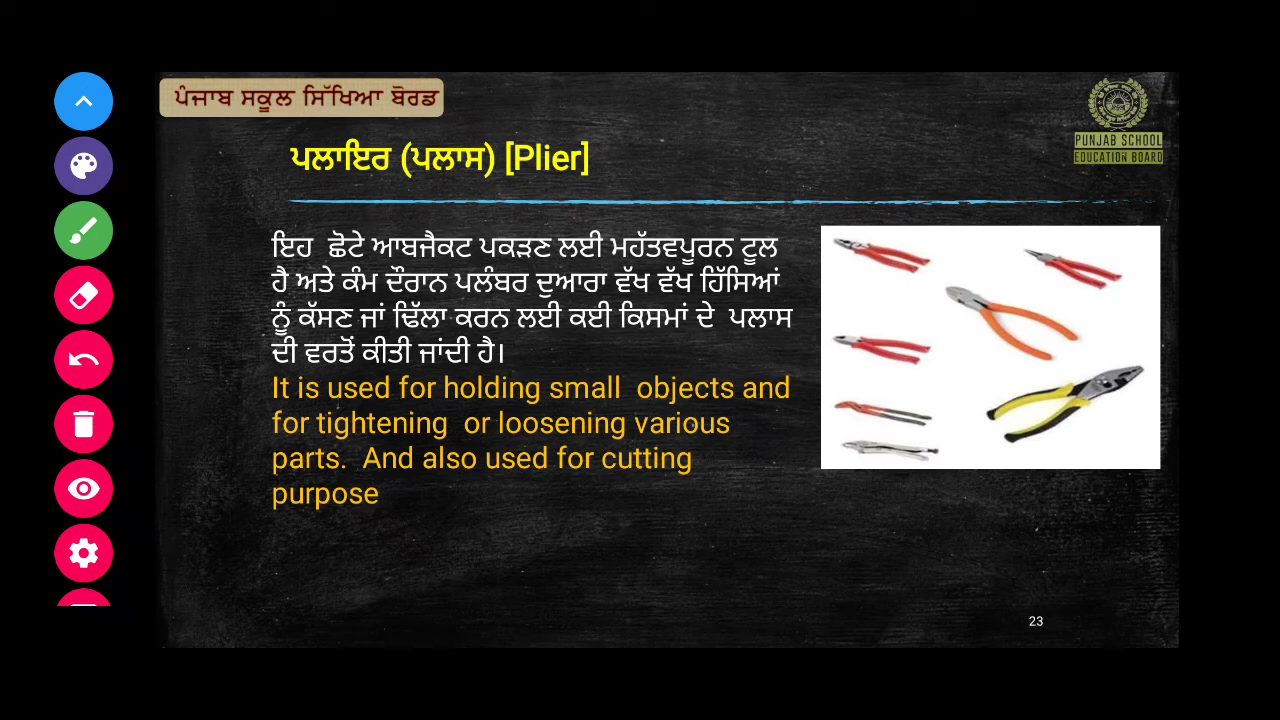 ਪੰਜਾਬ ਸਕੂਲ ਸਿੱਖਿਆ ਬੋਰਡ
PUNJAB SCHOOL
EDUCATION BOARD
ਪਲਾਇਰ (ਪਲਾਸ) [Plier]
ਇਹ ਛੋਟੇ ਆਬਜੈਕਟ ਪਕੜਣ ਲਈ ਮਹੱਤਵਪੂਰਨ ਟੂਲ
ਹੈ ਅਤੇ ਕੰਮ ਦੌਰਾਨ ਪਲੰਬਰ ਦੁਆਰਾ ਵੱਖ ਵੱਖ ਹਿੱਸਿਆਂ
ਨੂੰ ਕੱਸਣ ਜਾਂ ਢਿੱਲਾ ਕਰਨ ਲਈ ਕਈ ਕਿਸਮਾਂ ਦੇ ਪਲਾਸ
ਦੀ ਵਰਤੋਂ ਕੀਤੀ ਜਾਂਦੀ ਹੈ।
It is used for holding small objects and
for tightening or loosening various
parts. And also used for cutting
purpose
23